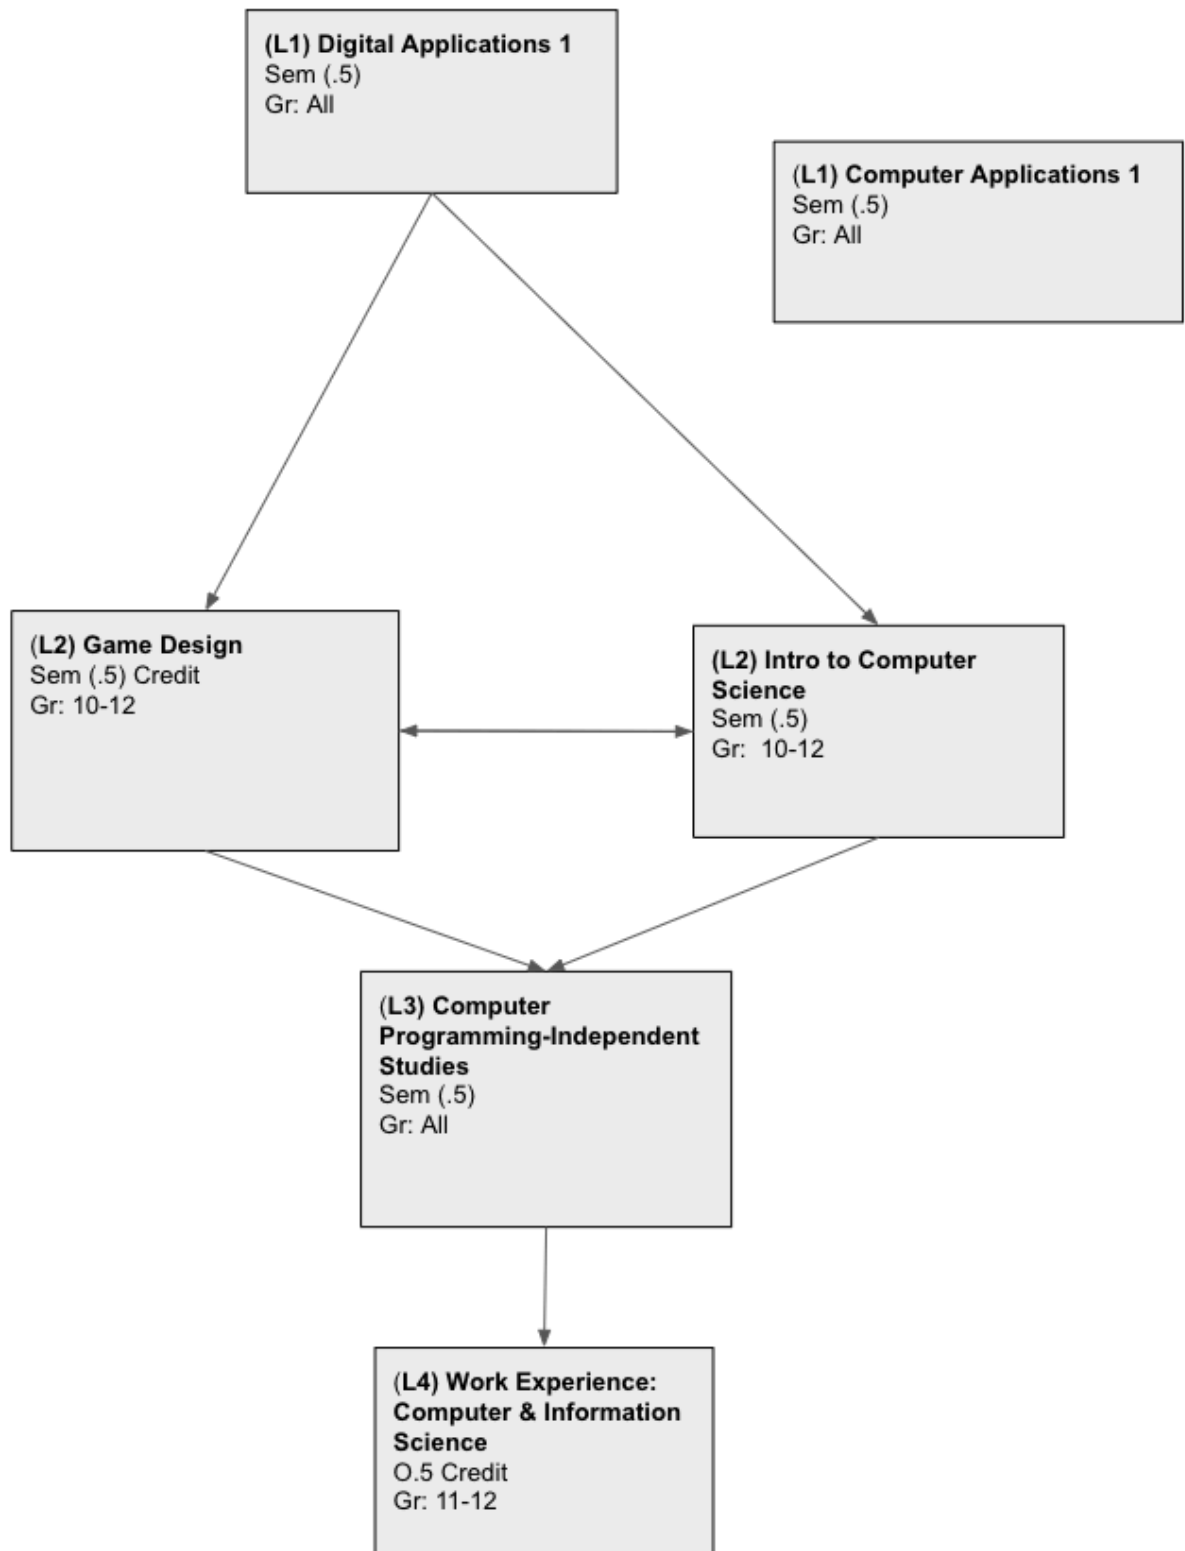 (L1) Digital Applications 1
Sem (.5)
Gr: All
(L1) Computer Applications 1
Sem (.5)
Gr: All
(L2) Game Design
Sem (.5) Credit
Gr: 10-12
(L2) Intro to Computer
Science
Sem (.5)
Gr:  10-12
(L3) Computer
Programming-Independent
Studies
Sem (.5)
Gr: All
(L4) Work Experience:
Computer & Information
Science
O.5 Credit
Gr: 11-12